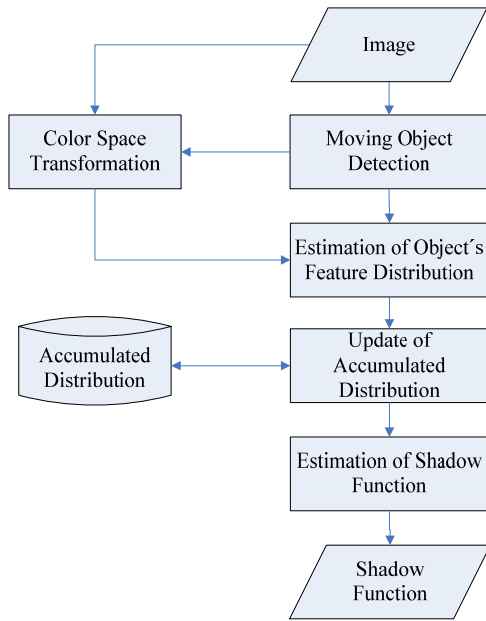 Image
Color Space
Transformation
Moving Object
Detection
Estimation of Object´s
Feature Distribution
Accumulated
Distribution
Update of
Accumulated
Distribution
Estimation of Shadow
Function
Shadow
Function